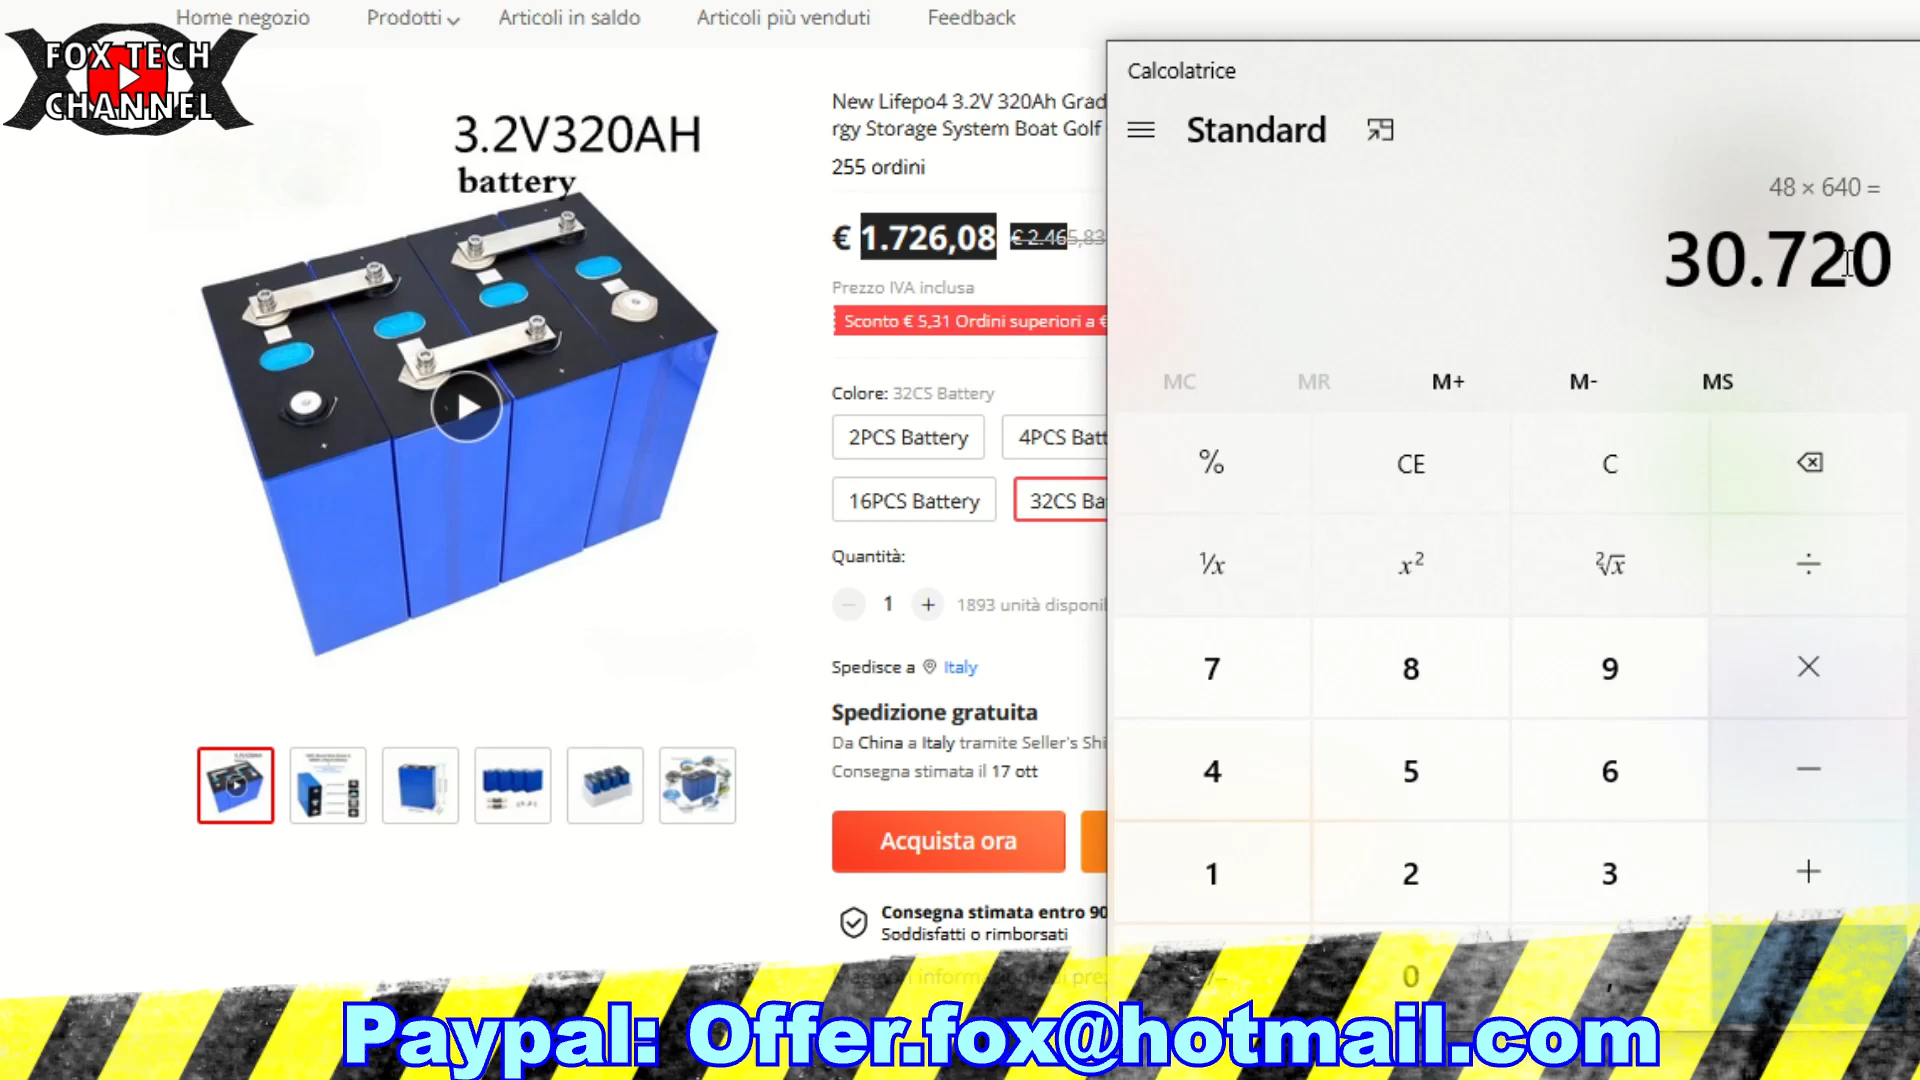 Home negozio
Prodotti
Articoli in saldo
Articoli più venduti
Feedback
FOX TECH
CHANNEL
3.2V320AH
battery
New Lifepo4 3.2V 320Ah Grad
rgy Storage System Boat Golf
255 ordini
€ 1.726,08 € 2.465,83
Prezzo IVA inclusa
Sconto € 5,31 Ordini superiori a €
Colore: 32CS Battery
2PCS Battery
4PCS Batt
16PCS Battery
32CS Ba
Quantità:
− 1 + 1893 unità disponil
Spedisce a Italy
Spedizione gratuita
Da China a Italy tramite Seller's Shi
Consegna stimata il 17 ott
Acquista ora
Consegna stimata entro 90
Soddisfatti o rimborsati
Calcolatrice
Standard
48 × 640 =
30.720
MC MR M+ M- MS
% CE C
⅟x x² ²√x ÷
7 8 9 ×
4 5 6 −
1 2 3 +
0 ,
Paypal: Offer.fox@hotmail.com